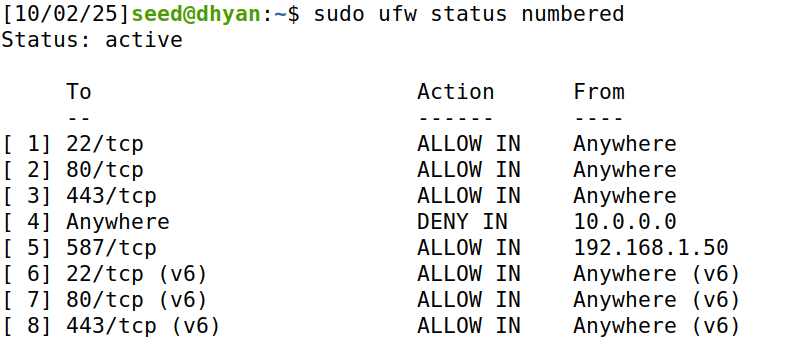 [10/02/25]seed@dhyan:~$ sudo ufw status numbered
Status: active

     To                         Action      From
     --                         ------      ----
[ 1] 22/tcp                     ALLOW IN    Anywhere
[ 2] 80/tcp                     ALLOW IN    Anywhere
[ 3] 443/tcp                    ALLOW IN    Anywhere
[ 4] Anywhere                   DENY IN     10.0.0.0
[ 5] 587/tcp                    ALLOW IN    192.168.1.50
[ 6] 22/tcp (v6)                ALLOW IN    Anywhere (v6)
[ 7] 80/tcp (v6)                ALLOW IN    Anywhere (v6)
[ 8] 443/tcp (v6)               ALLOW IN    Anywhere (v6)